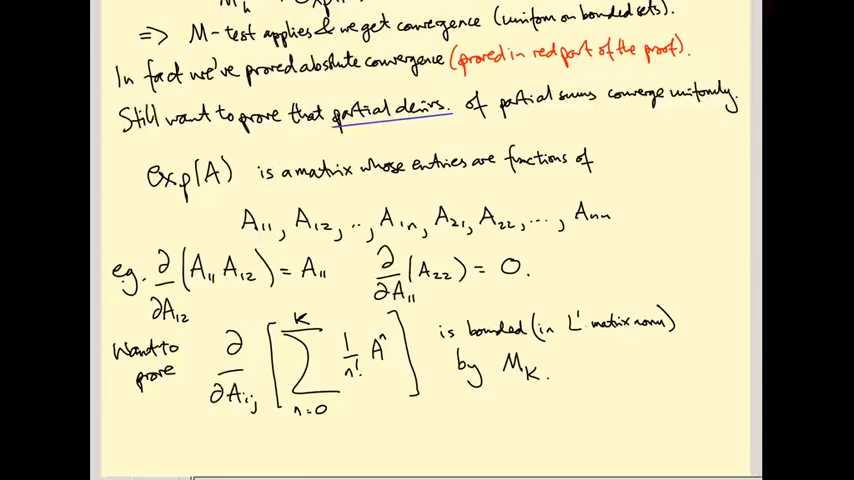 => M-test applies & we get convergence (uniform on bounded sets).
In fact we've proved absolute convergence (proved in red part of the proof).
Still want to prove that partial derivs. of partial sums converge uniformly.
exp(A) is a matrix whose entries are functions of
A₁₁, A₁₂, .., A₁ₙ, A₂₁, A₂₂, ..., Aₙₙ
e.g. ∂/∂A₁₂ (A₁₁ A₁₂) = A₁₁ ∂/∂A₁₁ (A₂₂) = 0.
Want to prove ∂/∂Aᵢⱼ [ ∑_{n=0}^{K} 1/n! Aⁿ ] is bounded (in L¹ matrix norm) by M_K.